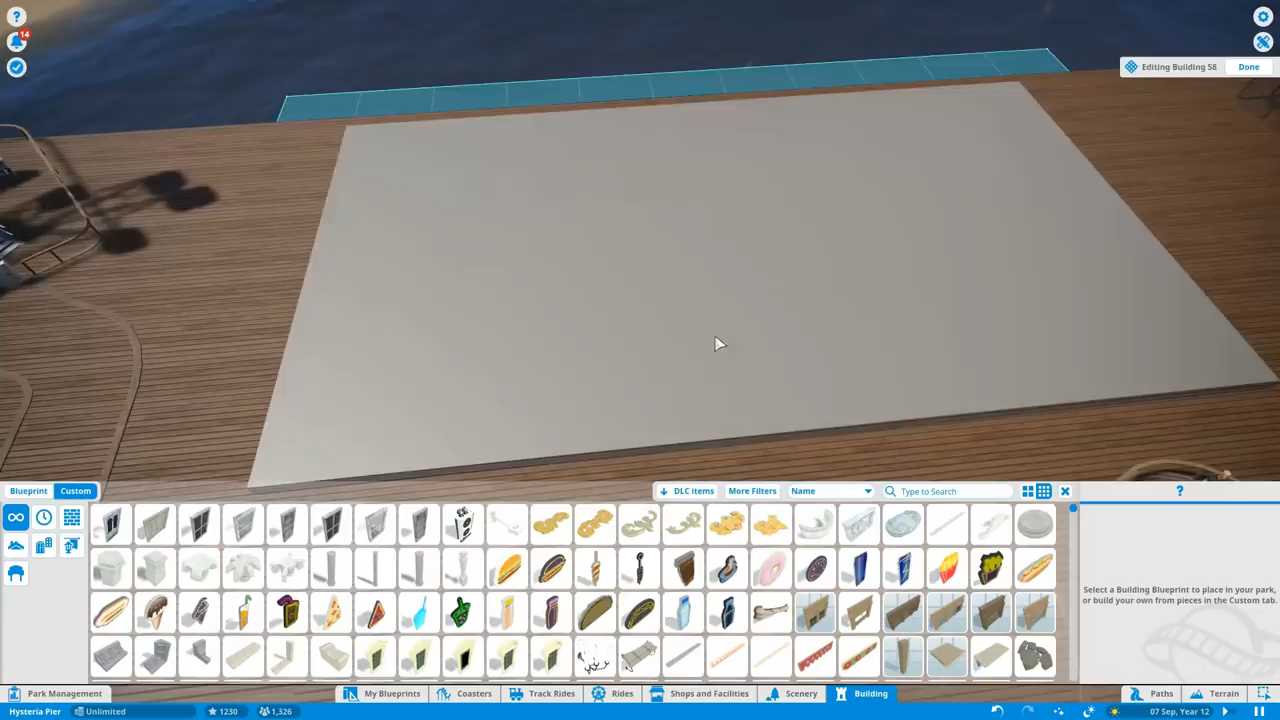 ?
14
Editing Building 58
Done
Blueprint
Custom
DLC items
More Filters
Name
Type to Search
?
Select a Building Blueprint to place in your park,
or build your own from pieces in the Custom tab.
Park Management
My Blueprints
Coasters
Track Rides
Rides
Shops and Facilities
Scenery
Building
Paths
Terrain
Hysteria Pier
Unlimited
1230
1,326
07 Sep, Year 12